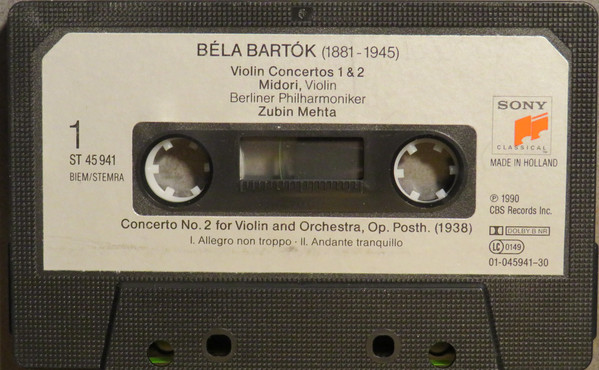 BÉLA BARTÓK (1881-1945)
Violin Concertos 1 & 2
Midori, Violin
Berliner Philharmoniker
Zubin Mehta
1
ST 45 941
BIEM/STEMRA
SONY
CLASSICAL
MADE IN HOLLAND
℗ 1990
CBS Records Inc.
DOLBY B NR
LC 0149
01-045941-30
Concerto No. 2 for Violin and Orchestra, Op. Posth. (1938)
I. Allegro non troppo · II. Andante tranquillo